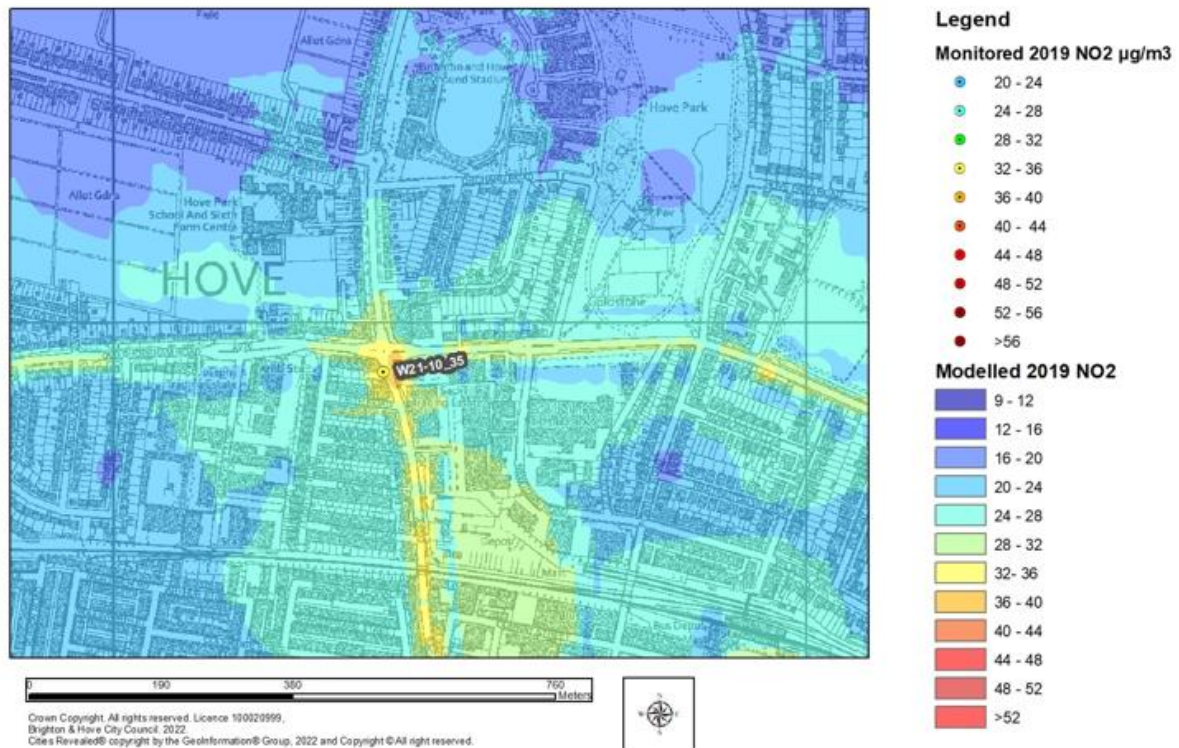 Field
Allot Gdns
Hove Park
Allot Gdns
Hove Park
School And Sixth
Form Centre
HOVE
W21-10_35
Depot
Bus Depot
0 190 380 760
Meters
Crown Copyright. All rights reserved. Licence 100020999,
Brighton & Hove City Council. 2022.
Cities Revealed® copyright by the GeoInformation® Group, 2022 and Copyright © All right reserved.
Legend
Monitored 2019 NO2 µg/m3
20 - 24
24 - 28
28 - 32
32 - 36
36 - 40
40 - 44
44 - 48
48 - 52
52 - 56
>56
Modelled 2019 NO2
9 - 12
12 - 16
16 - 20
20 - 24
24 - 28
28 - 32
32- 36
36 - 40
40 - 44
44 - 48
48 - 52
>52